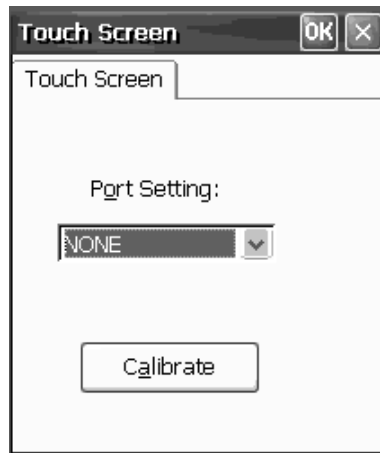 Touch Screen OK
Touch Screen
Port Setting:
NONE
Calibrate